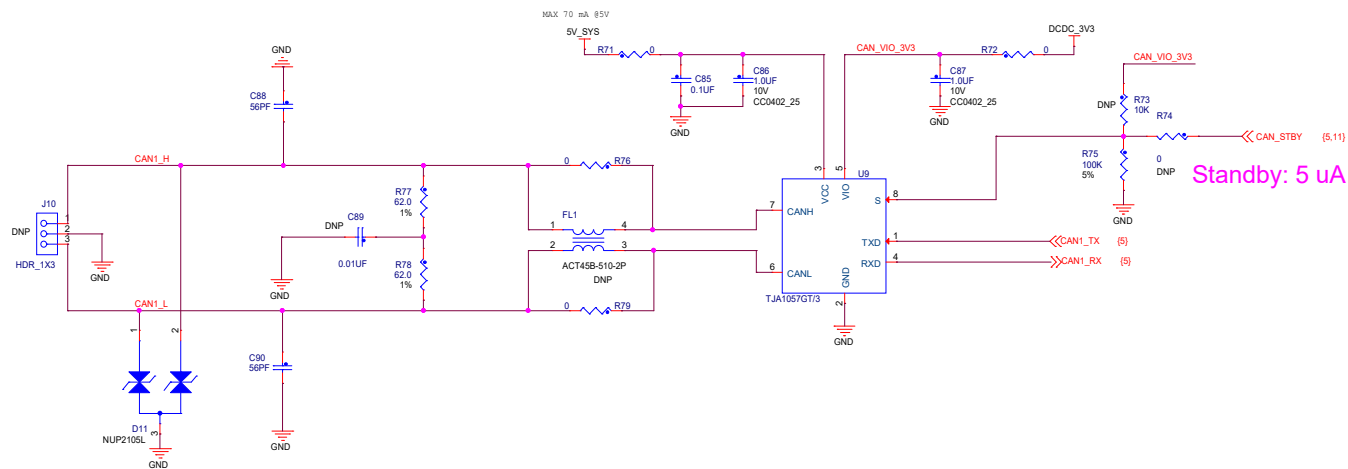 MAX 70 mA @5V
5V_SYS
DCDC_3V3
R71
0
CAN_VIO_3V3
R72
0
CAN_VIO_3V3
GND
C85
0.1UF
C86
1.0UF
10V
CC0402_25
C87
1.0UF
10V
CC0402_25
GND
GND
C88
56PF
DNP
R73
10K
R74
0
DNP
CAN_STBY
{5,11}
R75
100K
5%
GND
Standby: 5 uA
CAN1_H
0
R76
3
5
U9
VCC
VIO
8
S
J10
DNP
1
2
3
HDR_1X3
GND
R77
62.0
1%
C89
DNP
0.01UF
GND
R78
62.0
1%
FL1
1
4
2
3
ACT45B-510-2P
DNP
7
CANH
6
CANL
TXD
1
CAN1_TX
{5}
RXD
4
CAN1_RX
{5}
GND
2
TJA1057GT/3
GND
CAN1_L
0
R79
1
2
C90
56PF
GND
D11
NUP2105L
3
GND